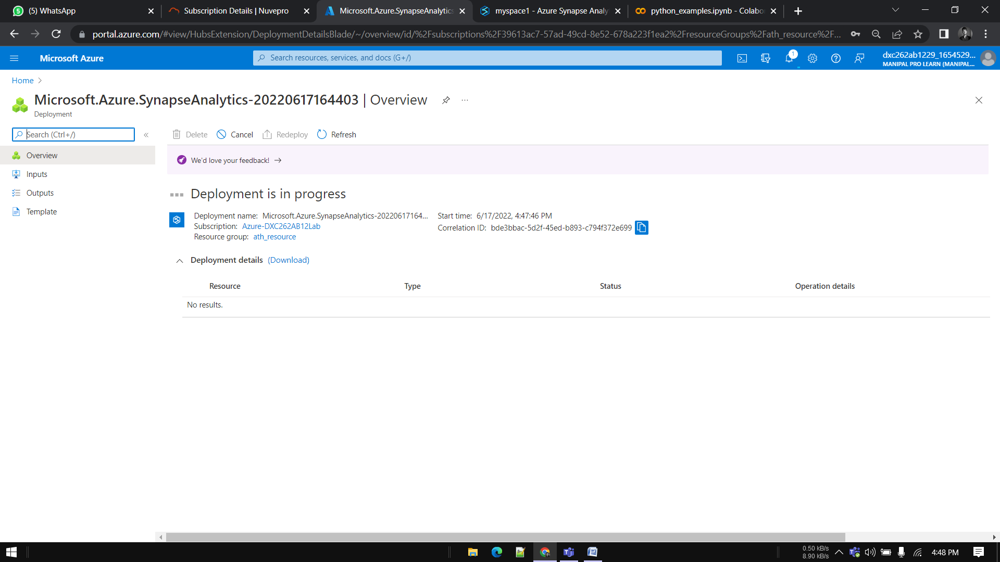 (5) WhatsApp
Subscription Details | Nuvepro
Microsoft.Azure.SynapseAnalytics
myspace1 - Azure Synapse Analy
python_examples.ipynb - Colabo
portal.azure.com/#view/HubsExtension/DeploymentDetailsBlade/~/overview/id/%2Fsubscriptions%2F39613ac7-57ad-49cd-8e52-678a223f1ea2%2FresourceGroups%2Fath_resource%2F...
Microsoft Azure
Search resources, services, and docs (G+/)
1
dxc262ab1229_1654529...
MANIPAL PRO LEARN (MANIPAL...
Home
Microsoft.Azure.SynapseAnalytics-20220617164403 | Overview
Deployment
Search (Ctrl+/)
Delete
Cancel
Redeploy
Refresh
Overview
Inputs
Outputs
Template
We'd love your feedback! →
Deployment is in progress
Deployment name: Microsoft.Azure.SynapseAnalytics-20220617164...
Subscription: Azure-DXC262AB12Lab
Resource group: ath_resource
Start time: 6/17/2022, 4:47:46 PM
Correlation ID: bde3bbac-5d2f-45ed-b893-c794f372e699
Deployment details (Download)
Resource Type Status Operation details
No results.
0.50 kB/s
8.90 kB/s
4:48 PM